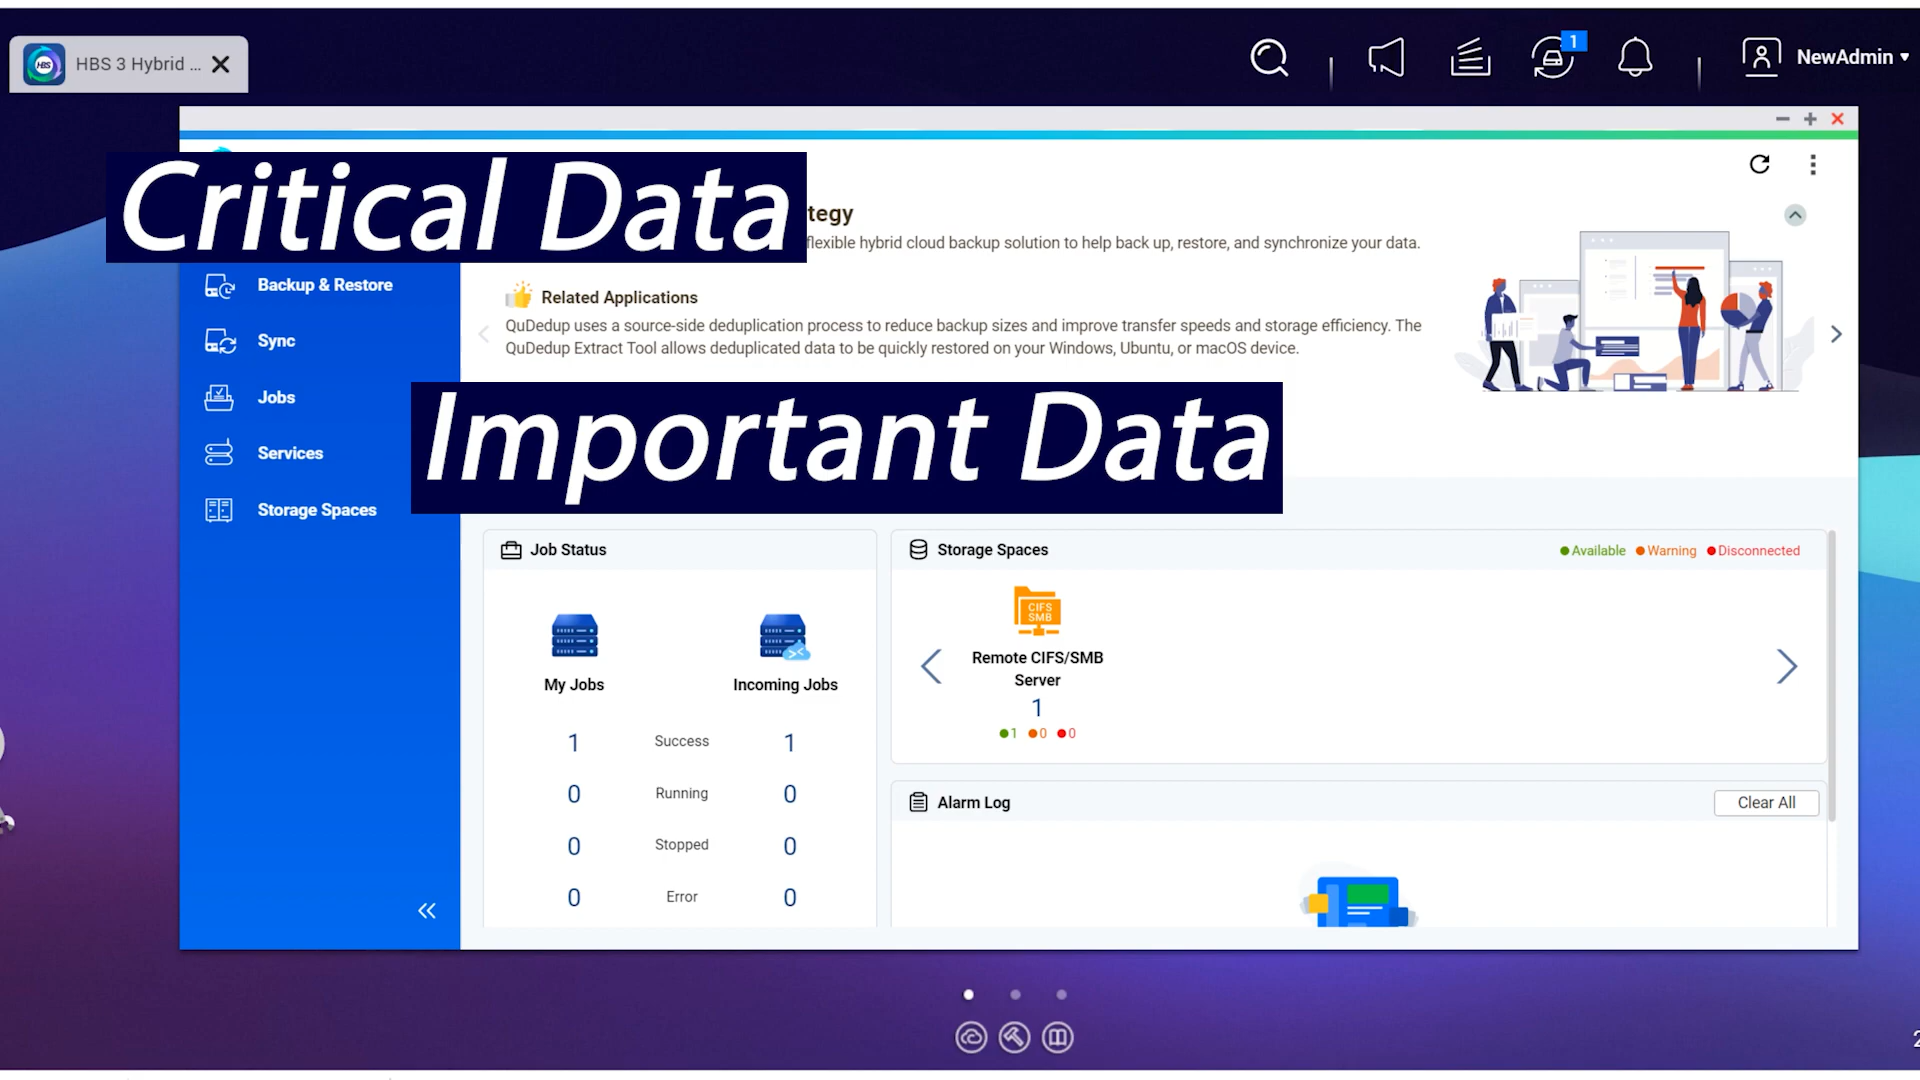 HBS 3 Hybrid ...
1
NewAdmin
Critical Data
tegy
flexible hybrid cloud backup solution to help back up, restore, and synchronize your data.
Backup & Restore
Sync
Jobs
Services
Storage Spaces
Related Applications
QuDedup uses a source-side deduplication process to reduce backup sizes and improve transfer speeds and storage efficiency. The
QuDedup Extract Tool allows deduplicated data to be quickly restored on your Windows, Ubuntu, or macOS device.
Important Data
Job Status
My Jobs
Incoming Jobs
1 Success 1
0 Running 0
0 Stopped 0
0 Error 0
Storage Spaces
Available Warning Disconnected
CIFS
SMB
Remote CIFS/SMB
Server
1
1 0 0
Alarm Log
Clear All